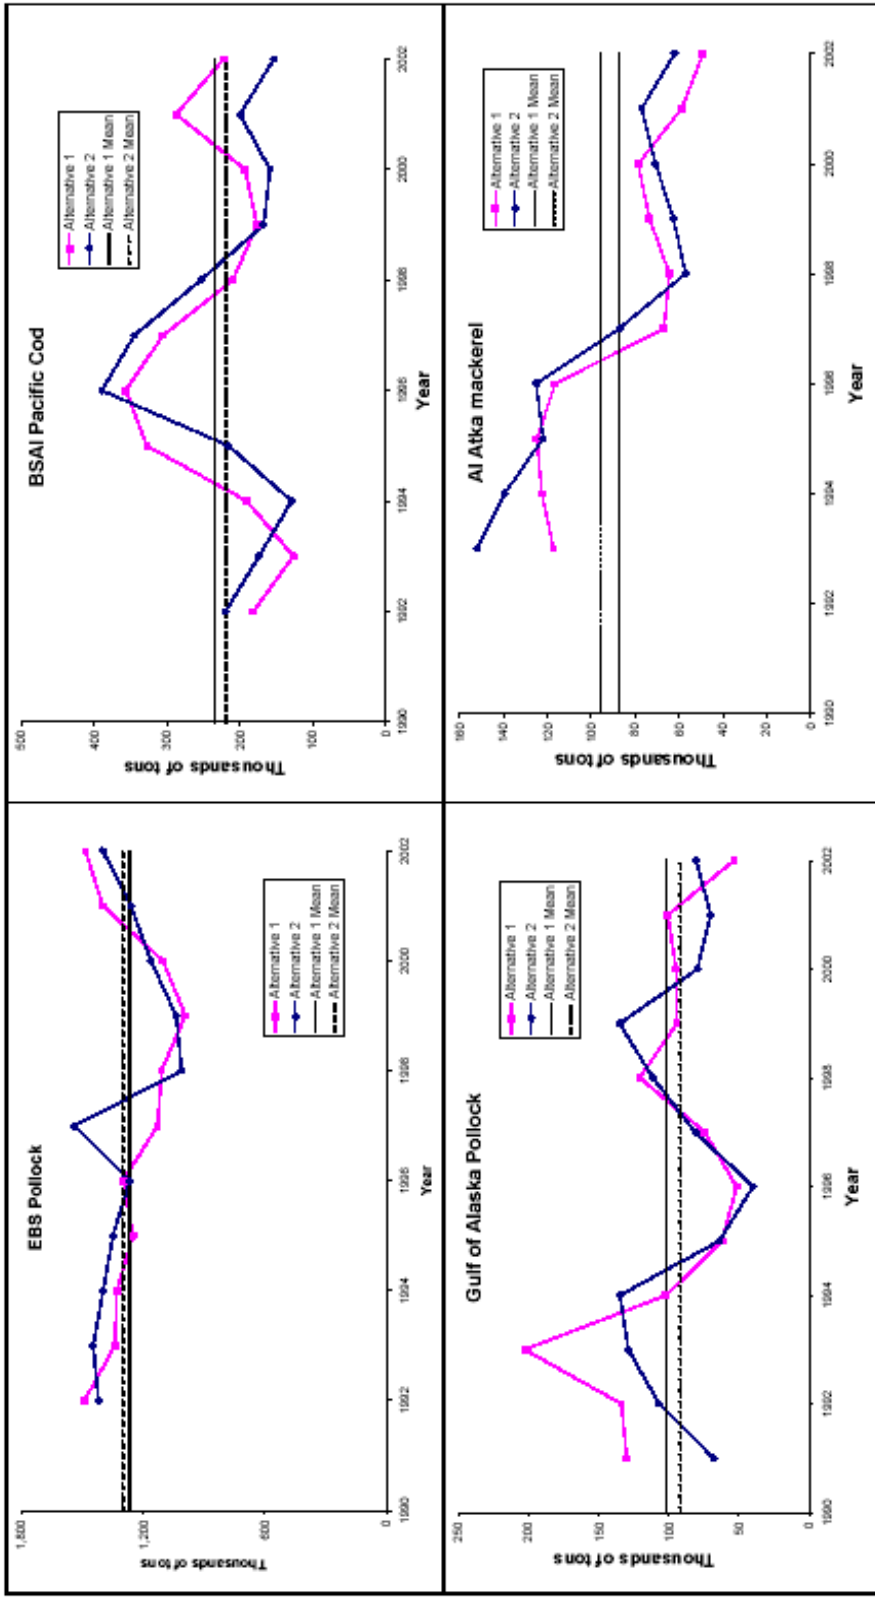 EBS Pollock
1,800
1,200
600
0
Thousands of tons
1990
1992
1994
1996
1998
2000
2002
Year
Alternative 1
Alternative 2
Alternative 1 Mean
Alternative 2 Mean
BSAI Pacific Cod
500
400
300
200
100
0
Thousands of tons
1990
1992
1994
1996
1998
2000
2002
Year
Alternative 1
Alternative 2
Alternative 1 Mean
Alternative 2 Mean
Gulf of Alaska Pollock
250
200
150
100
50
0
Thousands of tons
1990
1992
1994
1996
1998
2000
2002
Year
Alternative 1
Alternative 2
Alternative 1 Mean
Alternative 2 Mean
AI Atka mackerel
160
140
120
100
80
60
40
20
0
Thousands of tons
1990
1992
1994
1996
1998
2000
2002
Year
Alternative 1
Alternative 2
Alternative 1 Mean
Alternative 2 Mean